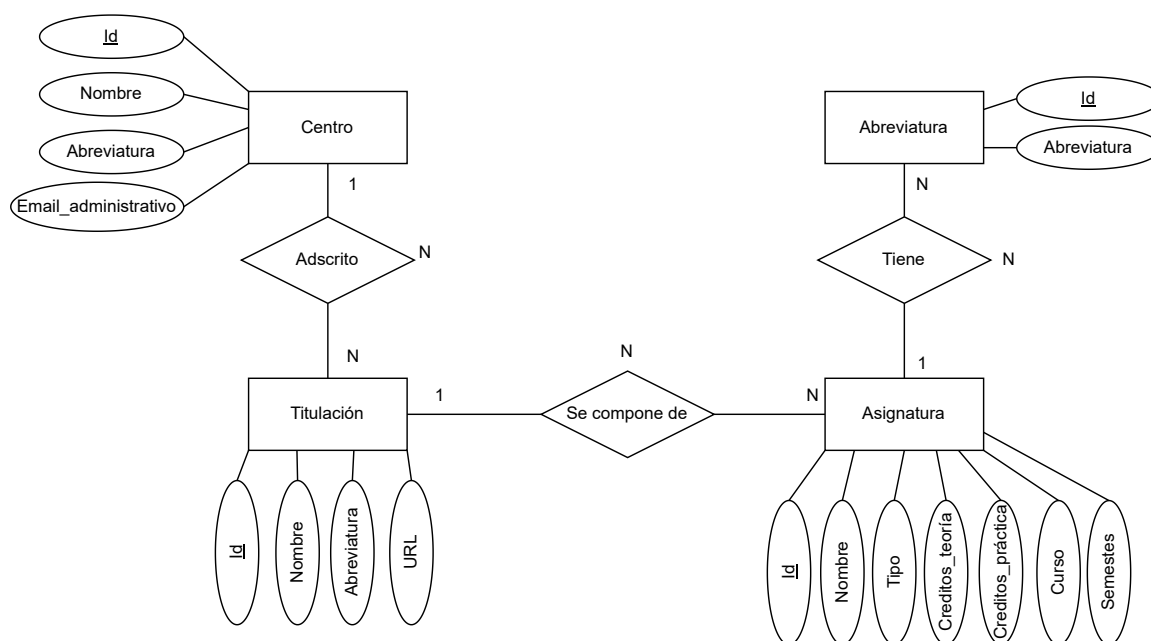 Id
Nombre
Centro
Abreviatura
Email_administrativo
1
Adscrito
N
N
Titulación
Id
Nombre
Abreviatura
URL
1
N
Se compone de
N
Abreviatura
Id
Abreviatura
N
Tiene
N
1
Asignatura
Id
Nombre
Tipo
Creditos_teoría
Creditos_práctica
Curso
Semestes